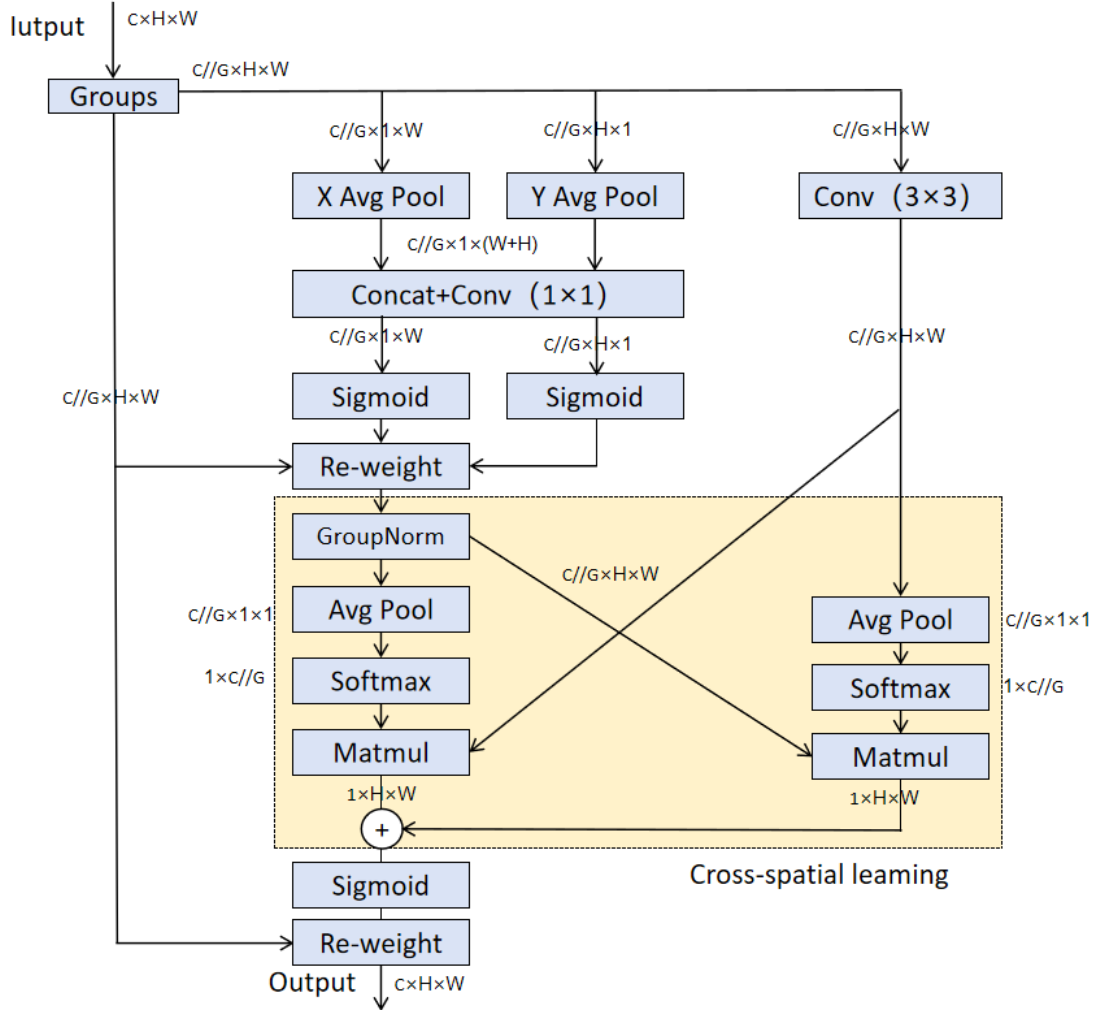 Iutput
C×H×W
C//G×H×W
Groups
C//G×1×W
C//G×H×1
C//G×H×W
X Avg Pool
Y Avg Pool
Conv (3×3)
C//G×1×(W+H)
Concat+Conv (1×1)
C//G×1×W
C//G×H×1
C//G×H×W
C//G×H×W
Sigmoid
Sigmoid
Re-weight
GroupNorm
C//G×H×W
C//G×1×1
Avg Pool
Avg Pool
C//G×1×1
1×C//G
Softmax
Softmax
1×C//G
Matmul
Matmul
1×H×W
1×H×W
+
Cross-spatial leaming
Sigmoid
Re-weight
Output
C×H×W